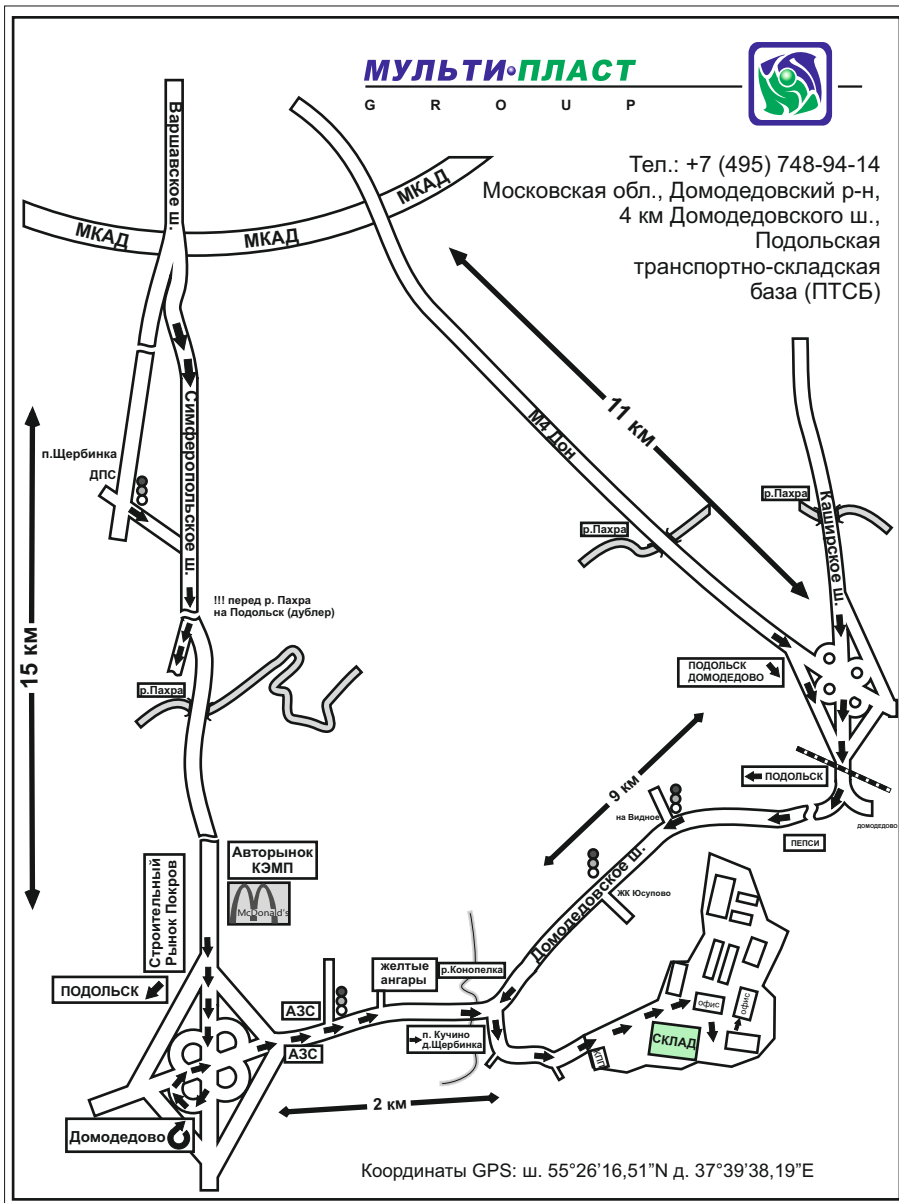 МУЛЬТИ•ПЛАСТ
GROUP
Тел.: +7 (495) 748-94-14
Московская обл., Домодедовский р-н,
4 км Домодедовского ш.,
Подольская
транспортно-складская
база (ПТСБ)
Варшавское ш.
МКАД
МКАД
МКАД
11 км
М4 Дон
Симферопольское ш.
п.Щербинка
ДПС
р.Пахра
Каширское ш.
р.Пахра
!!! перед р. Пахра
на Подольск (дублер)
15 км
р.Пахра
ПОДОЛЬСК
ДОМОДЕДОВО
ПОДОЛЬСК
9 км
на Видное
ДОМОДЕДОВО
ПЕПСИ
Строительный
Рынок Покров
Авторынок
КЭМП
McDonald's
ЖК Юсупово
Домодедовское ш.
желтые
ангары
р.Конопелка
ПОДОЛЬСК
АЗС
АЗС
п. Кучино
д.Щербинка
офис
офис
СКЛАД
КПП
2 км
Домодедово
Координаты GPS: ш. 55°26’16,51”N д. 37°39’38,19”E